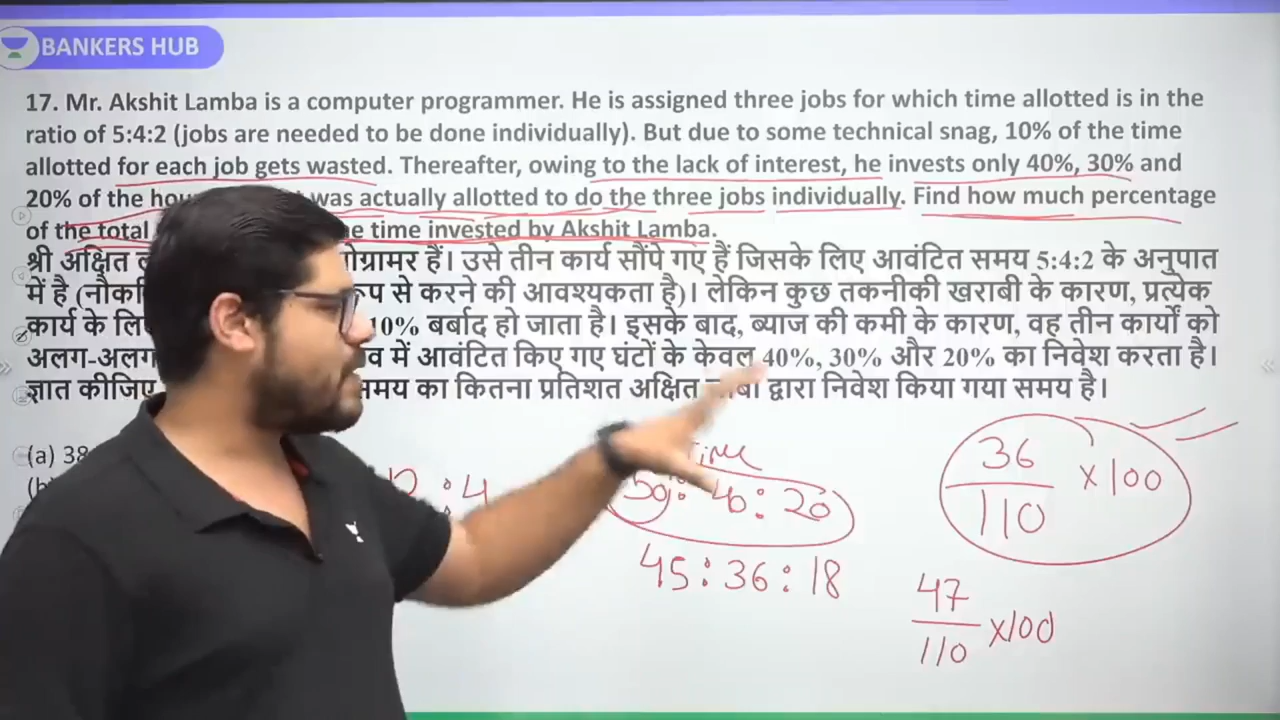 BANKERS HUB
17. Mr. Akshit Lamba is a computer programmer. He is assigned three jobs for which time allotted is in the
ratio of 5:4:2 (jobs are needed to be done individually). But due to some technical snag, 10% of the time
allotted for each job gets wasted. Thereafter, owing to the lack of interest, he invests only 40%, 30% and
20% of the was actually allotted to do the three jobs individually. Find how much percentage
of the total time invested by Akshit Lamba.
श्री अक्षित हैं। उसे तीन कार्य सौंपे गए हैं जिसके लिए आवंटित समय 5:4:2 के अनुपात
में है से करने की आवश्यकता है)। लेकिन कुछ तकनीकी खराबी के कारण, प्रत्येक
कार्य के 10% बर्बाद हो जाता है। इसके बाद, ब्याज की कमी के कारण, वह तीन कार्यों को
अलग-अलग में आवंटित किए गए घंटों के केवल 40%, 30% और 20% का निवेश करता है।
ज्ञात कीजिए समय का कितना प्रतिशत अक्षित द्वारा निवेश किया गया समय है।
(a) 38
: 4
50 : 40 : 20
45 : 36 : 18
36
110 x 100
47
110 x 100